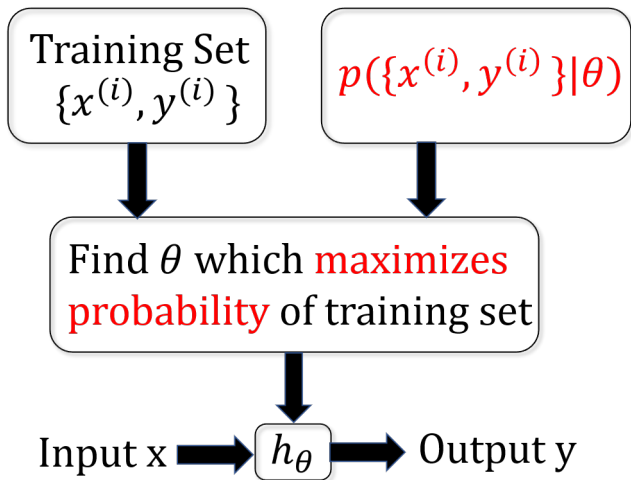 Training Set
{x^(i), y^(i)}
p({x^(i), y^(i)}|θ)
Find θ which maximizes
probability of training set
Input x
h_θ
Output y